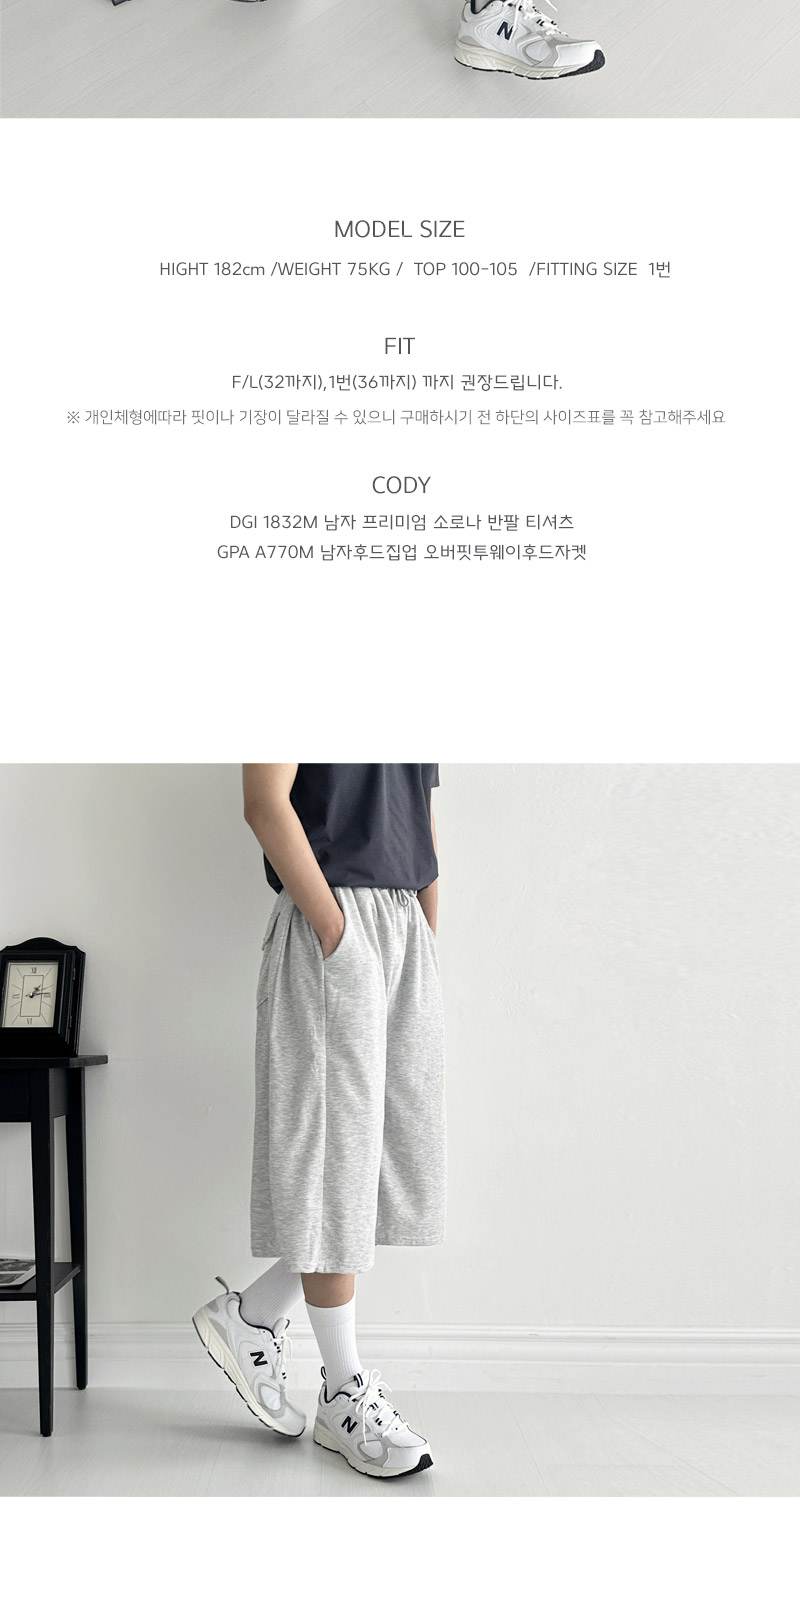 N
MODEL SIZE
HIGHT 182cm /WEIGHT 75KG / TOP 100-105 /FITTING SIZE 1번
FIT
F/L(32까지),1번(36까지) 까지 권장드립니다.
※ 개인체형에따라 핏이나 기장이 달라질 수 있으니 구매하시기 전 하단의 사이즈표를 꼭 참고해주세요
CODY
DGI 1832M 남자 프리미엄 소로나 반팔 티셔츠
GPA A770M 남자후드집업 오버핏투웨이후드자켓
N
N